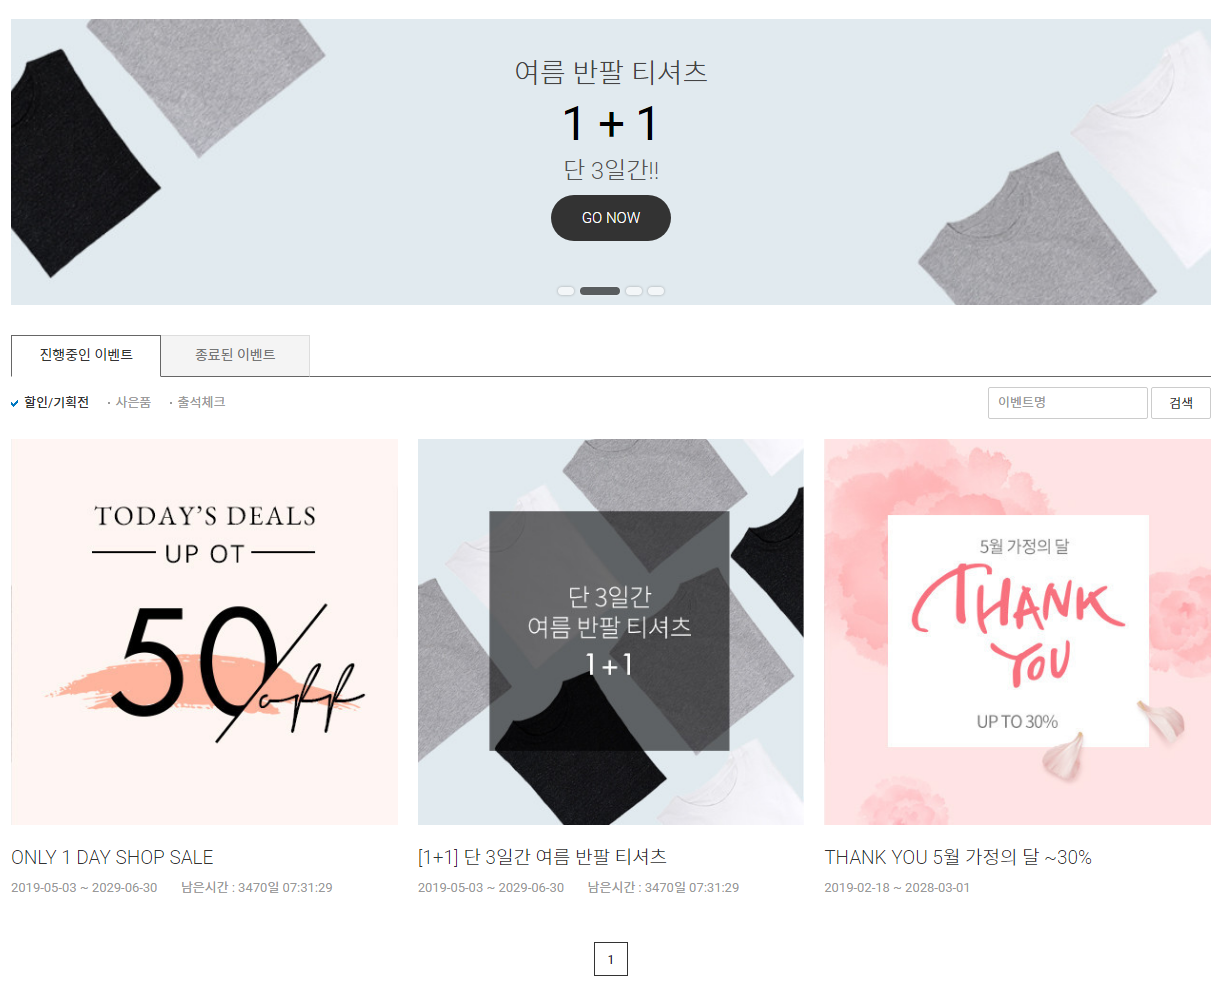 여름 반팔 티셔츠
1 + 1
단 3일간!!
GO NOW
진행중인 이벤트
종료된 이벤트
할인/기획전 · 사은품 · 출석체크
이벤트명
검색
TODAY'S DEALS
UP OT
50% off
단 3일간
여름 반팔 티셔츠
1+1
5월 가정의 달
THANK
YOU
UP TO 30%
ONLY 1 DAY SHOP SALE
2019-05-03 ~ 2029-06-30 남은시간 : 3470일 07:31:29
[1+1] 단 3일간 여름 반팔 티셔츠
2019-05-03 ~ 2029-06-30 남은시간 : 3470일 07:31:29
THANK YOU 5월 가정의 달 ~30%
2019-02-18 ~ 2028-03-01
1